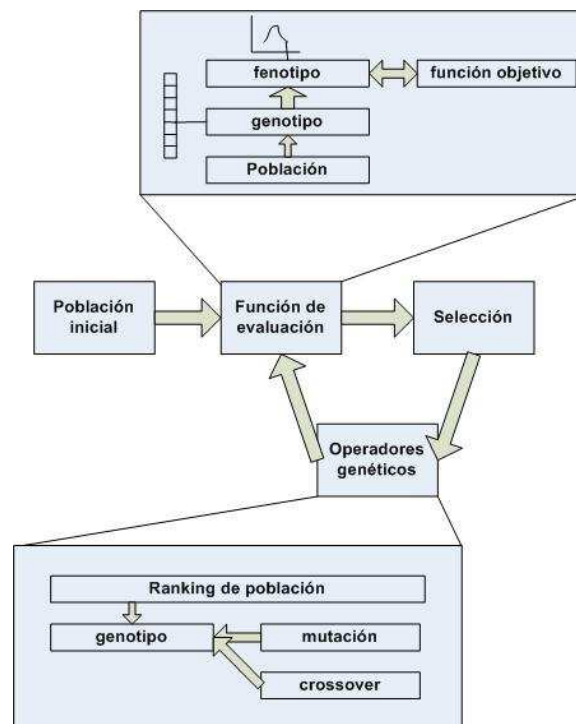 fenotipo
función objetivo
genotipo
Población
Población
inicial
Función de
evaluación
Selección
Operadores
genéticos
Ranking de población
genotipo
mutación
crossover